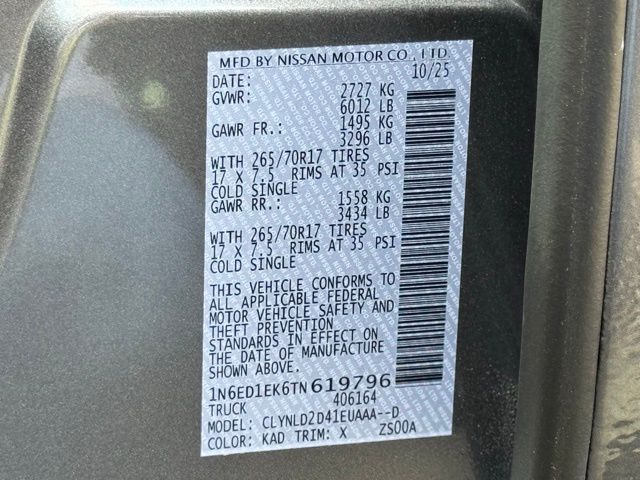 MFD BY NISSAN MOTOR CO., LTD
DATE: 10/25
GVWR: 2727 KG
6012 LB
GAWR FR.: 1495 KG
3296 LB
WITH 265/70R17 TIRES
17 X 7.5 RIMS AT 35 PSI
COLD SINGLE
GAWR RR.: 1558 KG
3434 LB
WITH 265/70R17 TIRES
17 X 7.5 RIMS AT 35 PSI
COLD SINGLE
THIS VEHICLE CONFORMS TO
ALL APPLICABLE FEDERAL
MOTOR VEHICLE SAFETY AND
THEFT PREVENTION
STANDARDS IN EFFECT ON
THE DATE OF MANUFACTURE
SHOWN ABOVE.
1N6ED1EK6TN619796
TRUCK 406164
MODEL: CLYNLD2D41EUAAA--D
COLOR: KAD TRIM: X ZS00A